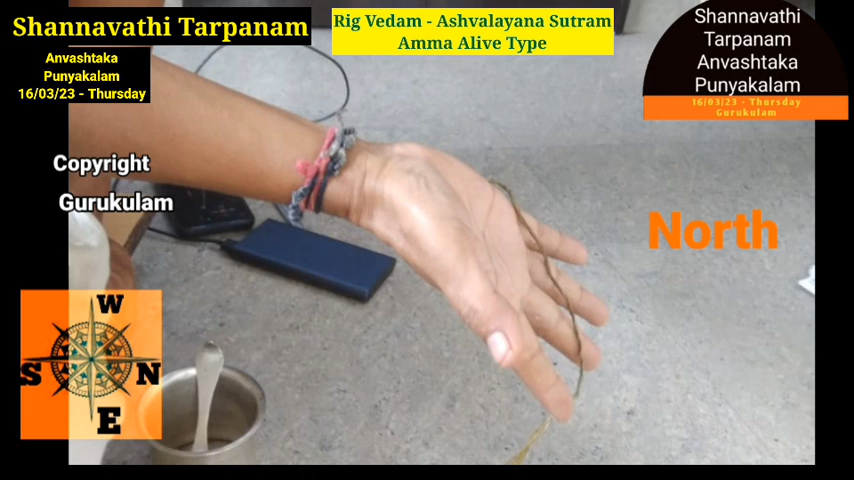 Shannavathi Tarpanam
Anvashtaka
Punyakalam
16/03/23 - Thursday
Rig Vedam - Ashvalayana Sutram
Amma Alive Type
Shannavathi
Tarpanam
Anvashtaka
Punyakalam
16/03/23 - Thursday
Gurukulam
Copyright
Gurukulam
North
W
S N
E